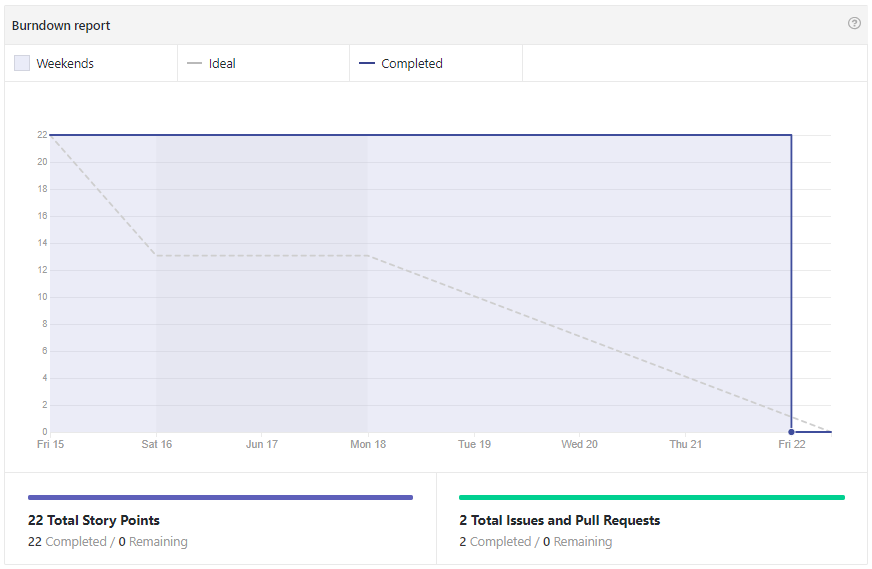 Burndown report
Weekends Ideal Completed
22
20
18
16
14
12
10
8
6
4
2
0
Fri 15 Sat 16 Jun 17 Mon 18 Tue 19 Wed 20 Thu 21 Fri 22
22 Total Story Points
22 Completed / 0 Remaining
2 Total Issues and Pull Requests
2 Completed / 0 Remaining